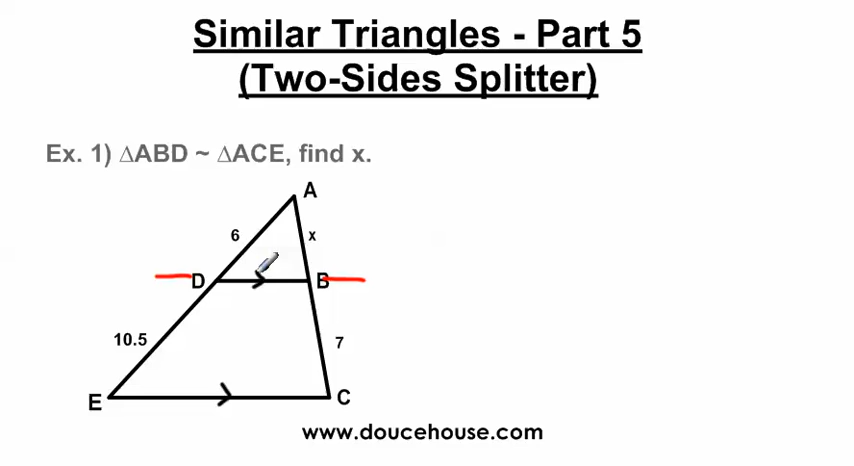 Similar Triangles - Part 5
(Two-Sides Splitter)
Ex. 1) ∆ABD ~ ∆ACE, find x.
A
6
x
D
B
10.5
7
E
C
www.doucehouse.com